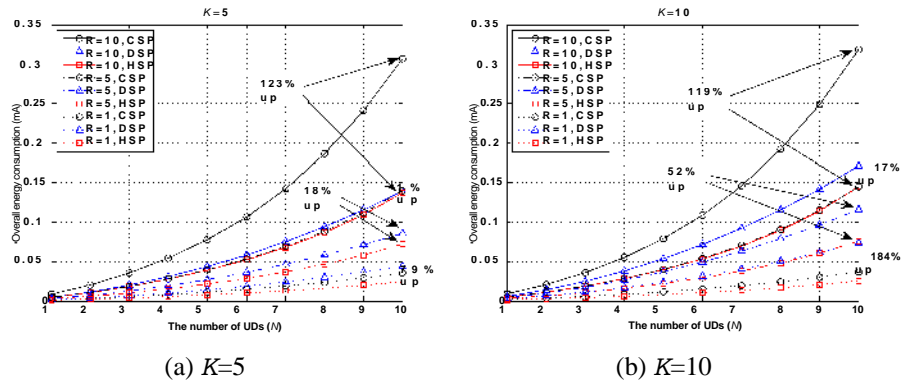 K=5
0.35
0.3
0.25
0.2
0.15
0.1
0.05
0
Overall energy consumption (mA)
R=10,CSP
R=10,DSP
R=10,HSP
R=5,CSP
R=5,DSP
R=5,HSP
R=1,CSP
R=1,DSP
R=1,HSP
123%
up
18%
up
%
up
9 %
up
1 2 3 4 5 6 7 8 9 10
The number of UDs (N)
(a) K=5
K=10
0.35
0.3
0.25
0.2
0.15
0.1
0.05
0
Overall energy consumption (mA)
R=10,CSP
R=10,DSP
R=10,HSP
R=5,CSP
R=5,DSP
R=5,HSP
R=1,CSP
R=1,DSP
R=1,HSP
119%
up
52%
up
17%
up
184%
up
1 2 3 4 5 6 7 8 9 10
The number of UDs (N)
(b) K=10